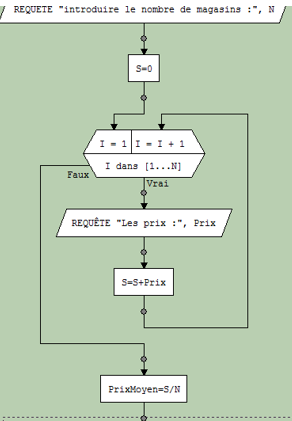 REQUETE "introduire le nombre de magasins :", N
S=0
I = 1 I = I + 1
I dans [1...N]
Faux
Vrai
REQUÊTE "Les prix :", Prix
S=S+Prix
PrixMoyen=S/N